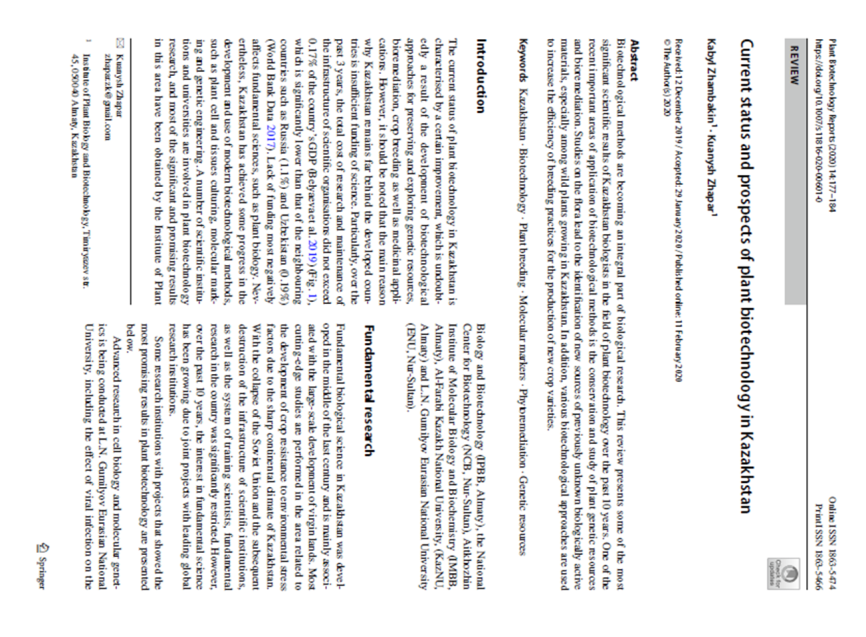 Plant Biotechnology Reports (2020) 14:177–184
https://doi.org/10.1007/s11816-020-00601-0
Online ISSN 1863-5474
Print ISSN 1863-5466
REVIEW
Check for updates
Current status and prospects of plant biotechnology in Kazakhstan
Kabyl Zhambakin¹ · Kuanysh Zhapar¹
Received: 12 December 2019 / Accepted: 29 January 2020 / Published online: 11 February 2020
© The Author(s) 2020
Abstract
Biotechnological methods are becoming an integral part of biological research. This review presents some of the most
significant scientific results of Kazakhstan biologists in the field of plant biotechnology over the past 10 years. One of the
recent important areas of application of biotechnological methods is the conservation and study of plant genetic resources
and bioremediation. Studies on the flora lead to the identification of new sources of previously unknown biologically active
materials, especially among wild plants growing in Kazakhstan. In addition, various biotechnological approaches are used
to increase the efficiency of breeding practices for the production of new crop varieties.
Keywords Kazakhstan · Biotechnology · Plant breeding · Molecular markers · Phytoremediation · Genetic resources
Introduction
The current status of plant biotechnology in Kazakhstan is
characterised by a certain improvement, which is undoubt-
edly a result of the development of biotechnological
approaches for preserving and exploring genetic resources,
bioremediation, crop breeding as well as medicinal appli-
cations. However, it should be noted that the main reason
why Kazakhstan remains far behind the developed coun-
tries is insufficient funding of science. Particularly, over the
past 3 years, the total cost of research and maintenance of
the infrastructure of scientific organisations did not exceed
0.17% of the country's GDP (Belyaeva et al. 2019) (Fig. 1),
which is significantly lower than that of the neighbouring
countries such as Russia (1.1%) and Uzbekistan (0.19%)
(World Bank Data 2017). Lack of funding most negatively
affects fundamental sciences, such as plant biology. Nev-
ertheless, Kazakhstan has achieved some progress in the
development and use of modern biotechnological methods,
such as plant cell and tissues culturing, molecular mark-
ing and genetic engineering. A number of scientific institu-
tions and universities are involved in plant biotechnology
research, and most of the significant and promising results
in this area have been obtained by the Institute of Plant
Biology and Biotechnology (IPBB, Almaty), the National
Center for Biotechnology (NCB, Nur-Sultan), Aitkhozhin
Institute of Molecular Biology and Biochemistry (IMBB,
Almaty), Al-Farabi Kazakh National University, (KazNU,
Almaty) and L.N. Gumilyov Eurasian National University
(ENU, Nur-Sultan).
Fundamental research
Fundamental biological science in Kazakhstan was devel-
oped in the middle of the last century and is mainly associ-
ated with the large-scale development of virgin lands. Most
cutting-edge studies are performed in the area related to
the development of crop resistance to environmental stress
factors due to the sharp continental climate of Kazakhstan.
With the collapse of the Soviet Union and the subsequent
destruction of the infrastructure of scientific institutions,
as well as the system of training scientists, fundamental
research in the country was significantly restricted. However,
over the past 10 years, the interest in fundamental science
has been growing due to joint projects with leading global
research institutions.
Some research institutions with projects that showed the
most promising results in plant biotechnology are presented
below.
Advanced research in cell biology and molecular genet-
ics is being conducted at L.N. Gumilyov Eurasian National
University, including the effect of viral infection on the
Kuanysh Zhapar
zhapar.zk@gmail.com
¹ Institute of Plant Biology and Biotechnology, Timiryazev str.
45, 050040 Almaty, Kazakhstan
Springer